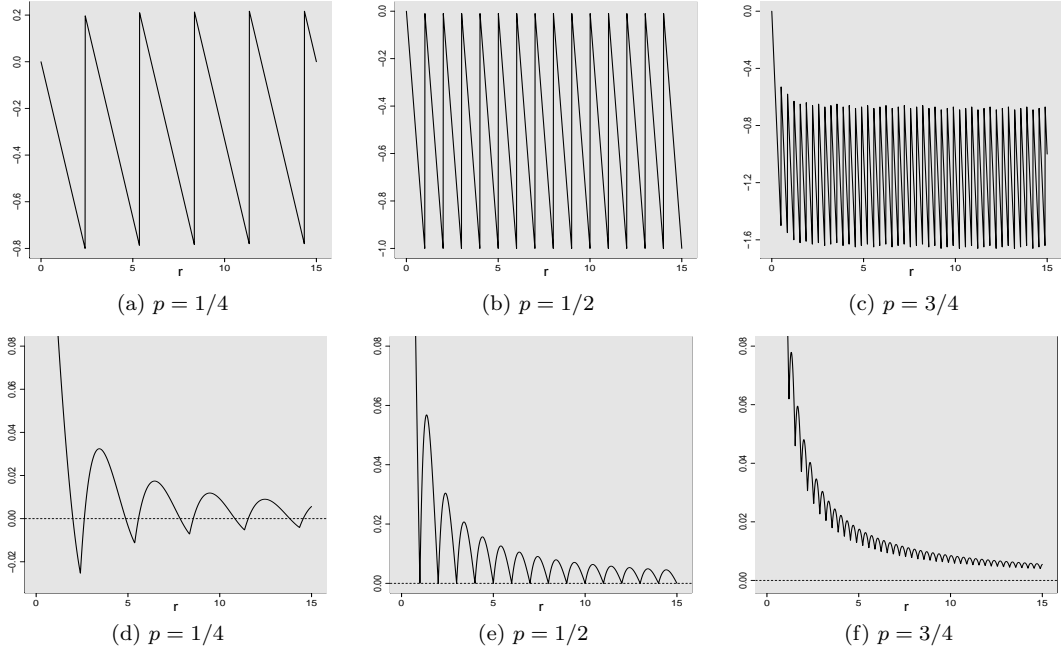 0.2
0.0
−0.2
−0.4
−0.6
−0.8
0 5 10 15
r
(a) p = 1/4
0.0
−0.2
−0.4
−0.6
−0.8
−1.0
0 5 10 15
r
(b) p = 1/2
0.0
−0.4
−0.8
−1.2
−1.6
0 5 10 15
r
(c) p = 3/4
0.08
0.06
0.04
0.02
0.00
−0.02
0 5 10 15
r
(d) p = 1/4
0.08
0.06
0.04
0.02
0.00
0 5 10 15
r
(e) p = 1/2
0.08
0.06
0.04
0.02
0.00
0 5 10 15
r
(f) p = 3/4